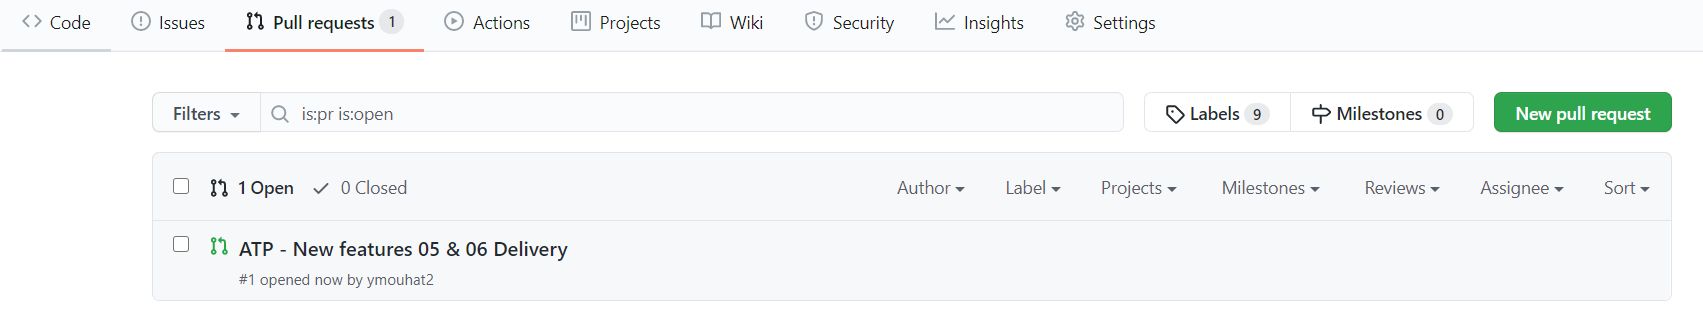 Code Issues Pull requests 1 Actions Projects Wiki Security Insights Settings
Filters is:pr is:open Labels 9 Milestones 0 New pull request
1 Open 0 Closed Author Label Projects Milestones Reviews Assignee Sort
ATP - New features 05 & 06 Delivery
#1 opened now by ymouhat2